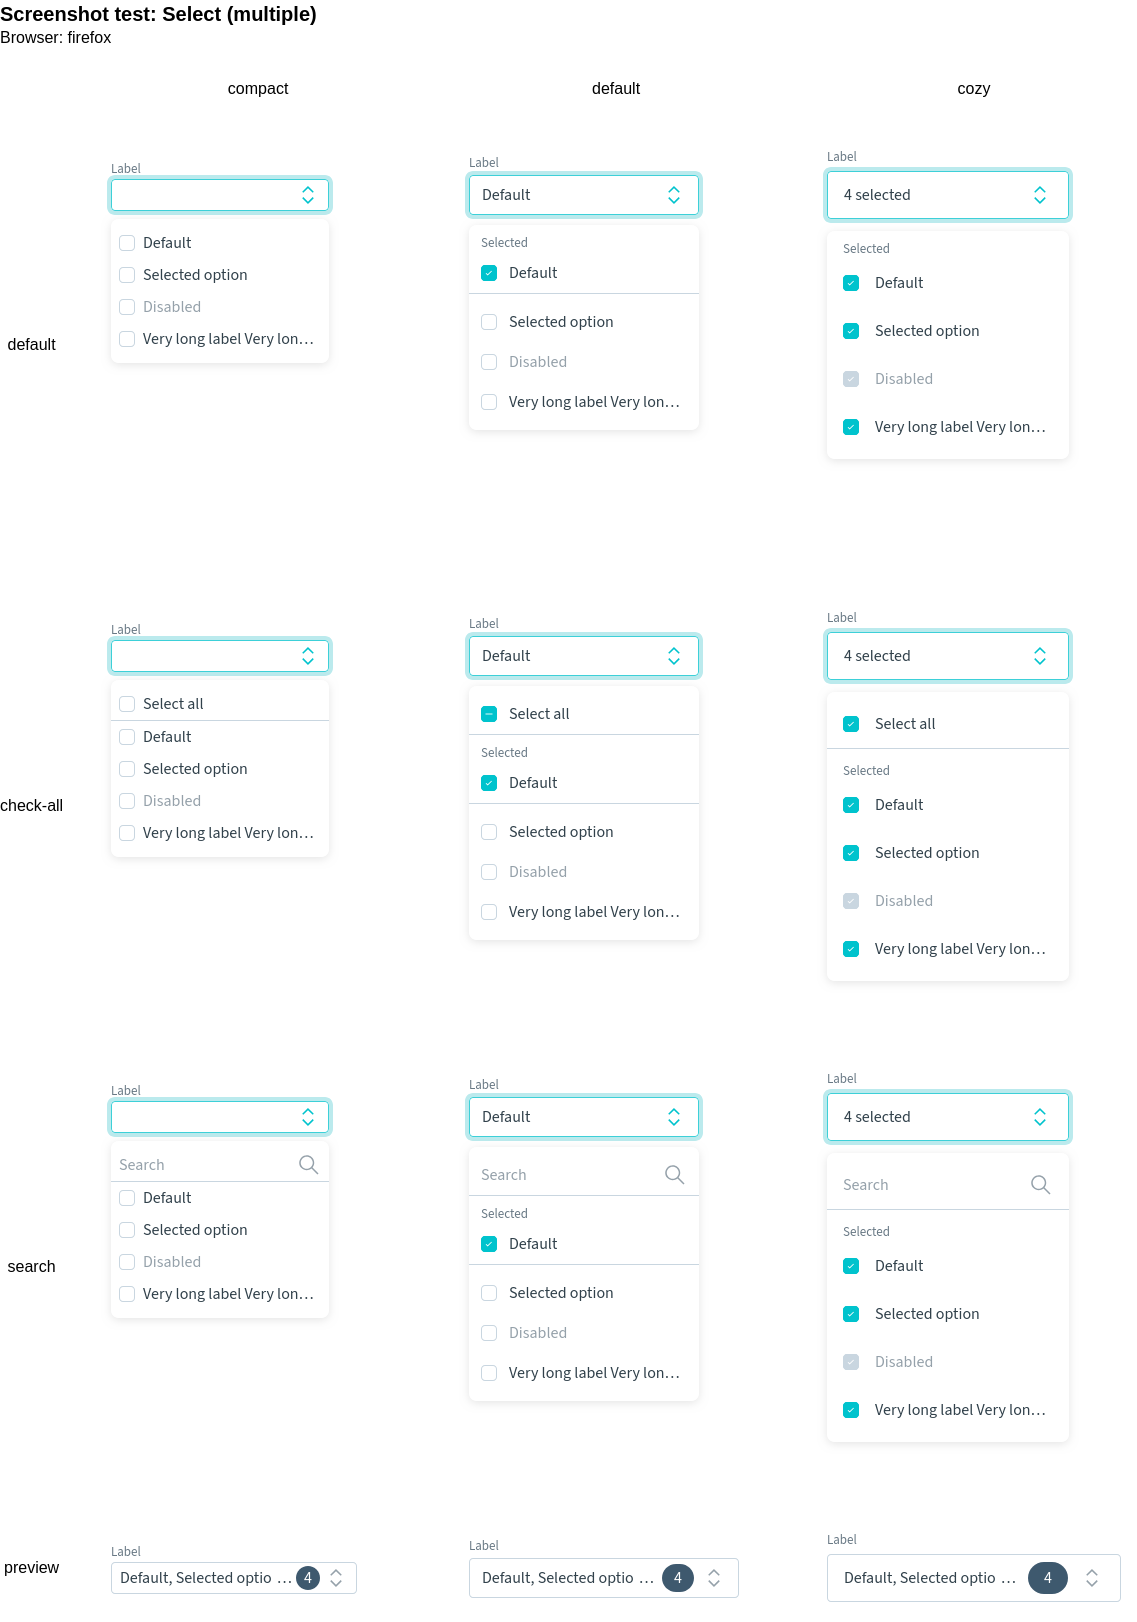 Screenshot test: Select (multiple)
Browser: firefox
compact
default
cozy
default
Label
Default
Selected option
Disabled
Very long label Very lon…
Label
Default
Selected
Default
Selected option
Disabled
Very long label Very lon…
Label
4 selected
Selected
Default
Selected option
Disabled
Very long label Very lon…
check-all
Label
Select all
Default
Selected option
Disabled
Very long label Very lon…
Label
Default
Select all
Selected
Default
Selected option
Disabled
Very long label Very lon…
Label
4 selected
Select all
Selected
Default
Selected option
Disabled
Very long label Very lon…
search
Label
Search
Default
Selected option
Disabled
Very long label Very lon…
Label
Default
Search
Selected
Default
Selected option
Disabled
Very long label Very lon…
Label
4 selected
Search
Selected
Default
Selected option
Disabled
Very long label Very lon…
preview
Label
Default, Selected optio … 4
Label
Default, Selected optio … 4
Label
Default, Selected optio … 4